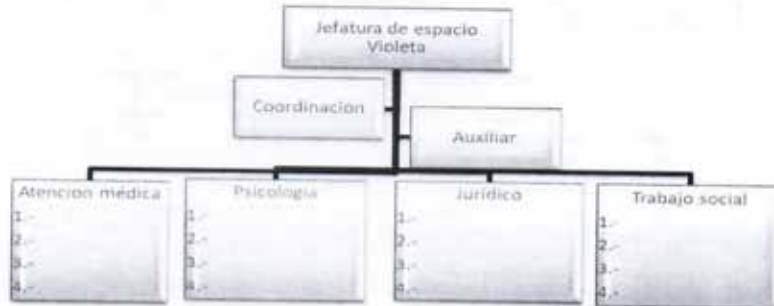 Jefatura de espacio
Violeta
Coordinacion
Auxiliar
Atencion médica
1.-
2.-
3.-
4.-
Psicologia
1.-
2.-
3.-
4.-
Jurídico
1.-
2.-
3.-
4.-
Trabajo social
1.-
2.-
3.-
4.-